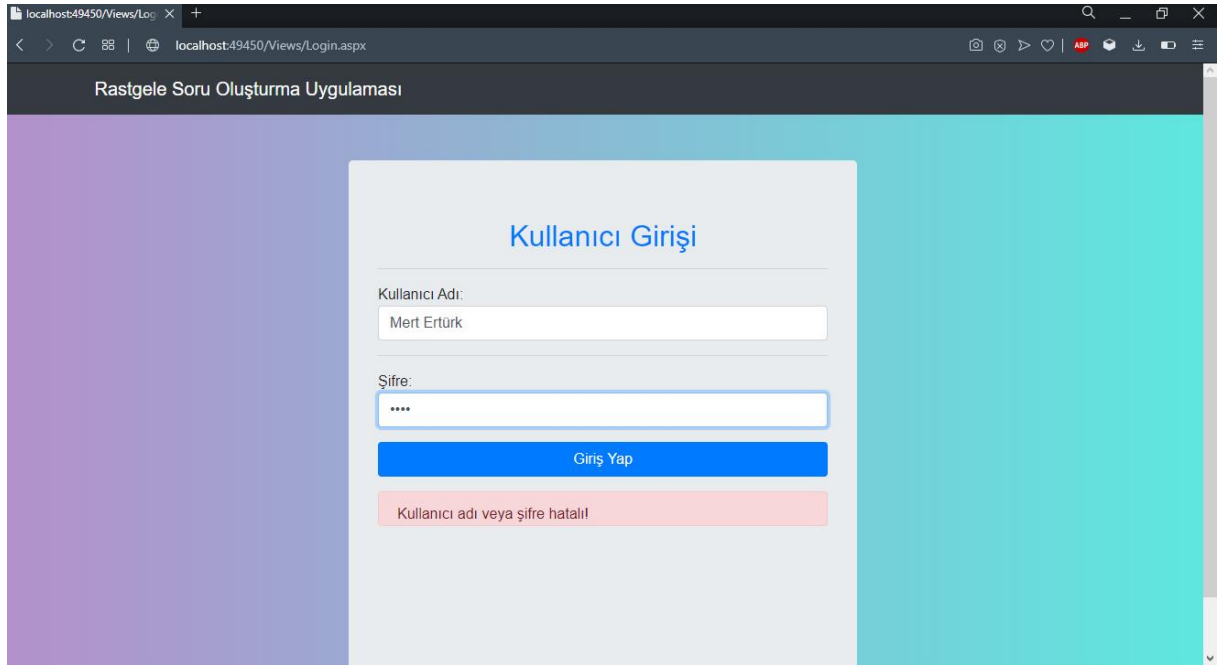 localhost:49450/Views/Log
localhost:49450/Views/Login.aspx
ABP
Rastgele Soru Oluşturma Uygulaması
Kullanıcı Girişi
Kullanıcı Adı:
Mert Ertürk
Şifre:
••••
Giriş Yap
Kullanıcı adı veya şifre hatalı!